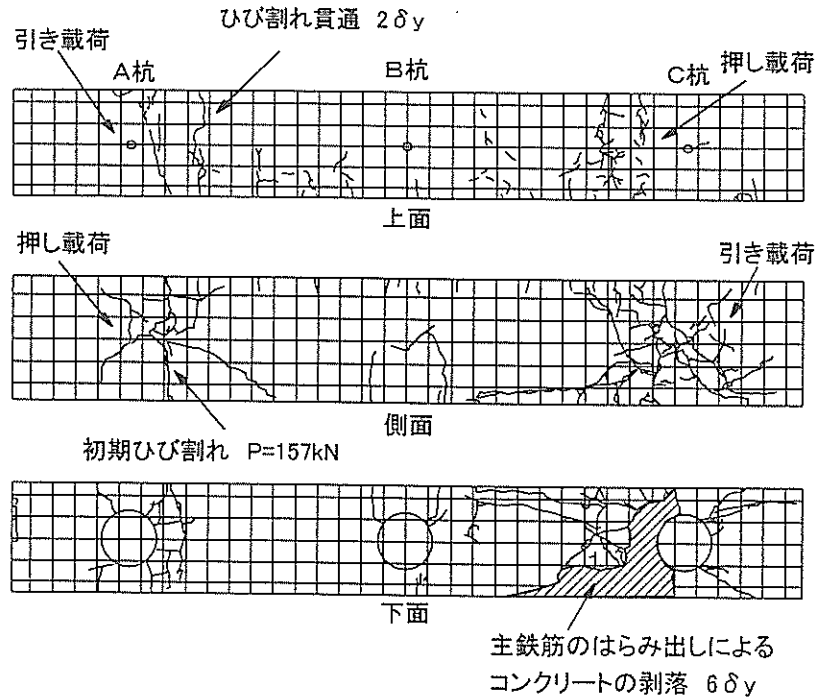 ひび割れ貫通 2δy
引き載荷
A杭
B杭
C杭
押し載荷
上面
押し載荷
引き載荷
初期ひび割れ P=157kN
側面
下面
主鉄筋のはらみ出しによる
コンクリートの剥落 6δy